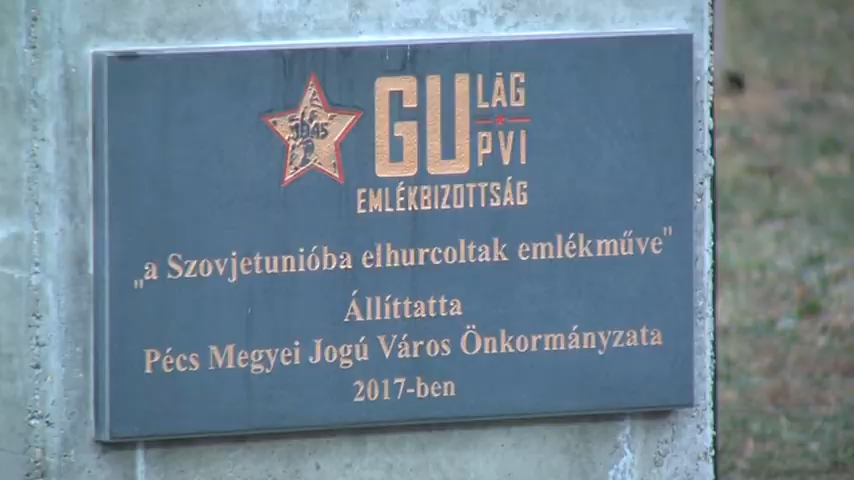 1945
GULÁG
GUPVI
EMLÉKBIZOTTSÁG
„a Szovjetunióba elhurcoltak emlékműve"
Állíttatta
Pécs Megyei Jogú Város Önkormányzata
2017-ben